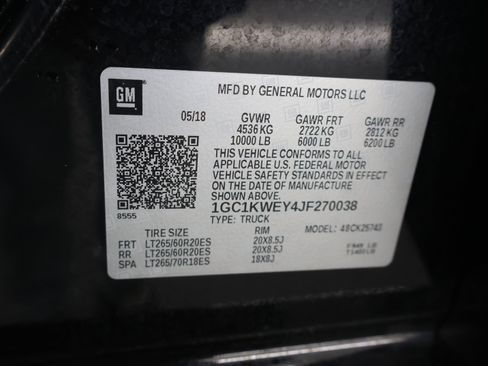 GM
MFD BY GENERAL MOTORS LLC
05/18 GVWR GAWR FRT GAWR RR
4536 KG 2722 KG 2812 KG
10000 LB 6000 LB 6200 LB
THIS VEHICLE CONFORMS TO ALL
APPLICABLE U.S. FEDERAL MOTOR
VEHICLE SAFETY STANDARDS IN
EFFECT ON THE DATE OF MANUFACTURE
SHOWN ABOVE.
1GC1KWEY4JF270038
8555
TYPE: TRUCK MODEL:
TIRE SIZE RIM
FRT LT265/60R20ES 20X8.5J
RR LT265/60R20ES 20X8.5J
SPA LT265/70R18ES 18X8J